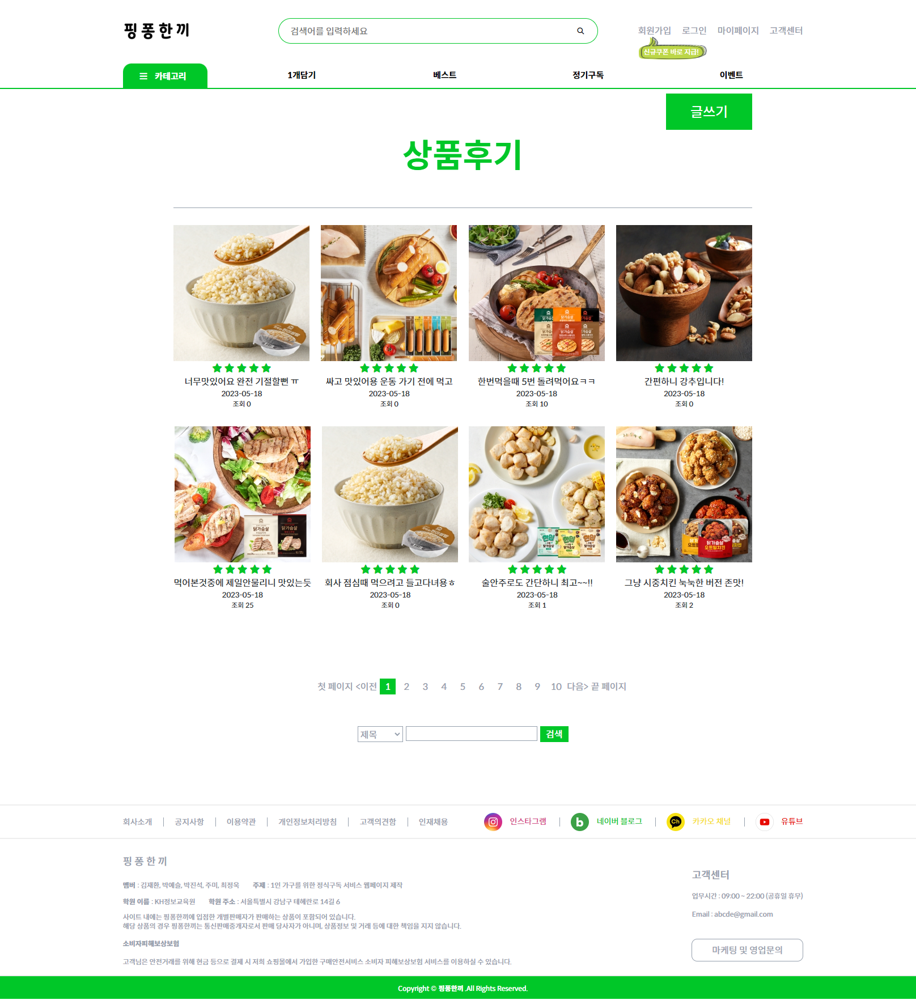 핑퐁한끼
검색어를 입력하세요
회원가입 로그인 마이페이지 고객센터
신규쿠폰 바로 지급!
카테고리 1개담기 베스트 정기구독 이벤트
글쓰기
상품후기
너무맛있어요 완전 기절할뻔 ㅠ 싸고 맛있어용 운동 가기 전에 먹고 한번먹을때 5번 돌려먹어요ㅋㅋ 간편하니 강추입니다!
2023-05-18 2023-05-18 2023-05-18 2023-05-18
조회 0 조회 0 조회 10 조회 0
닭가슴살 닭가슴살 닭가슴살
닭가슴살
오트밀치킨
먹어본것중에 제일안물리니 맛있는듯 회사 점심때 먹으려고 들고다녀용ㅎ 술안주로도 간단하니 최고~~!! 그냥 시중치킨 눅눅한 버전 존맛!
2023-05-18 2023-05-18 2023-05-18 2023-05-18
조회 25 조회 0 조회 1 조회 2
첫 페이지 <이전 1 2 3 4 5 6 7 8 9 10 다음> 끝 페이지
제목 검색
회사소개 공지사항 이용약관 개인정보처리방침 고객의견함 인재채용 인스타그램 b 네이버 블로그 Ch 카카오 채널 유튜브
핑퐁한끼
멤버 : 김재환, 박예슬, 박진석, 주미, 최정욱 주제 : 1인 가구를 위한 정식구독 서비스 웹페이지 제작
학원 이름 : KH정보교육원 학원 주소 : 서울특별시 강남구 테헤란로 14길 6
사이트 내에는 핑퐁한끼에 입점한 개별판매자가 판매하는 상품이 포함되어 있습니다.
해당 상품의 경우 핑퐁한끼는 통신판매중개자로서 판매 당사자가 아니며, 상품정보 및 거래 등에 대한 책임을 지지 않습니다.
소비자피해보상보험
고객님은 안전거래를 위해 현금 등으로 결제 시 저희 쇼핑몰에서 가입한 구매안전서비스 소비자 피해보상보험 서비스를 이용하실 수 있습니다.
고객센터
업무시간 : 09:00 ~ 22:00 (공휴일 휴무)
Email : abcde@gmail.com
마케팅 및 영업문의
Copyright © 핑퐁한끼 .All Rights Reserved.